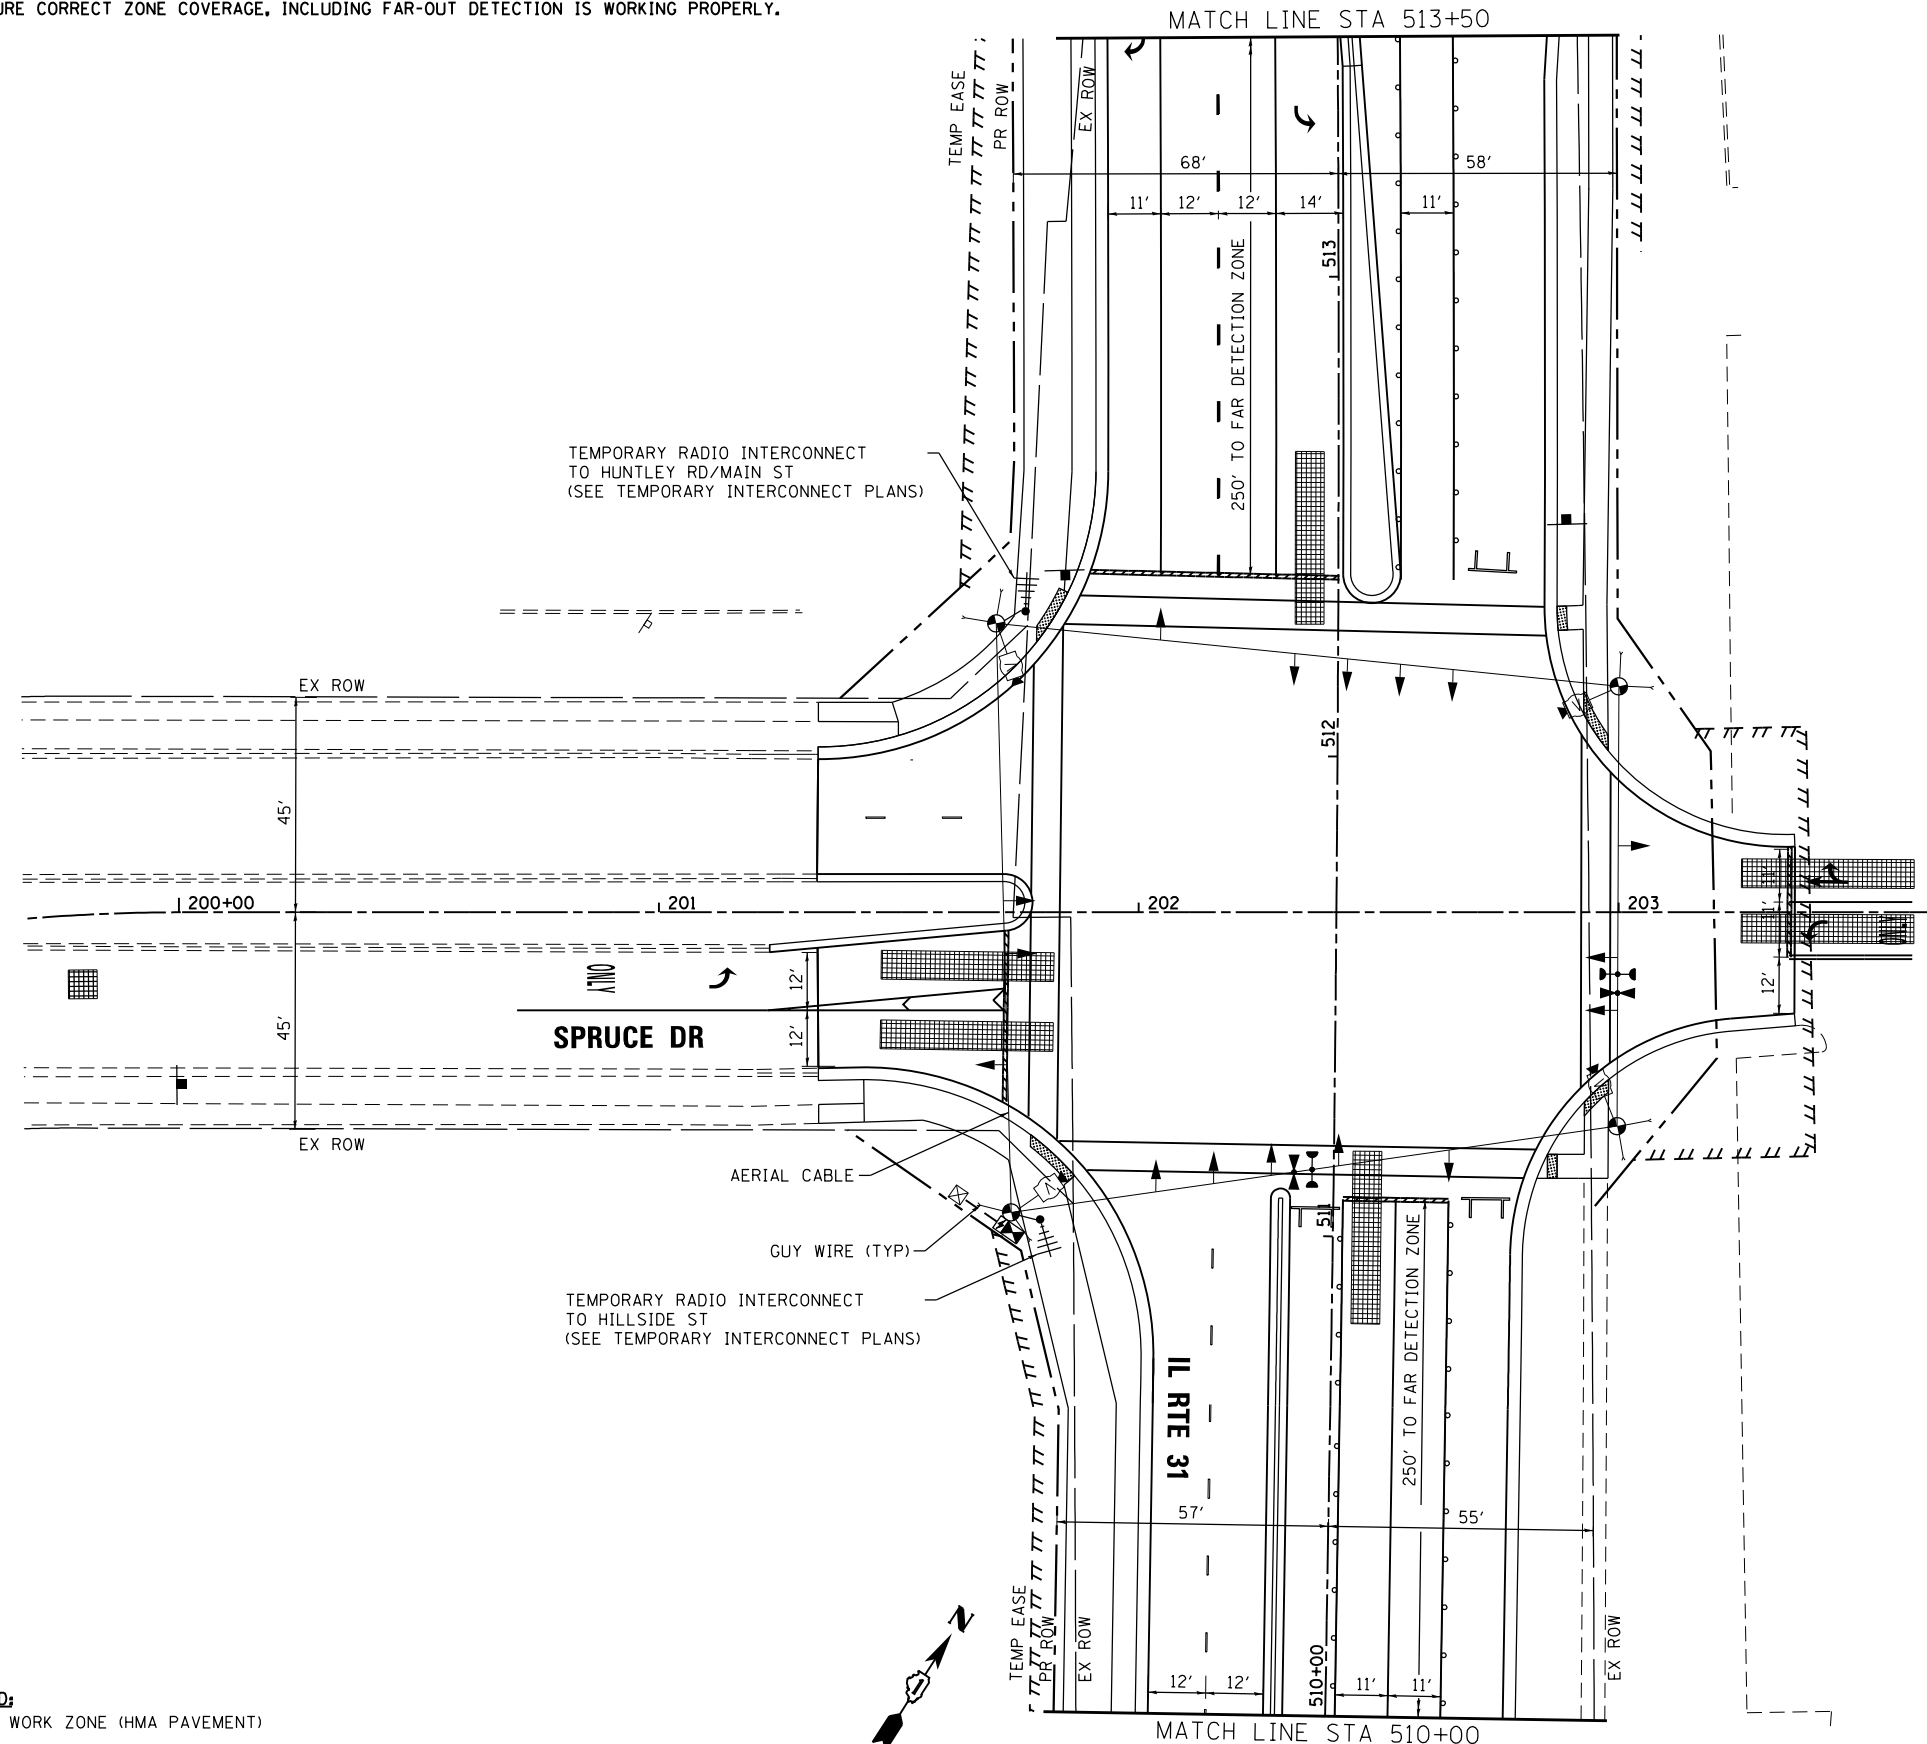 URE CORRECT ZONE COVERAGE, INCLUDING FAR-OUT DETECTION IS WORKING PROPERLY.
MATCH LINE STA 513+50
TEMP EASE
PR ROW
EX ROW
68'
58'
11'
12'
12'
14'
11'
513
250' TO FAR DETECTION ZONE
TEMPORARY RADIO INTERCONNECT
TO HUNTLEY RD/MAIN ST
(SEE TEMPORARY INTERCONNECT PLANS)
EX ROW
512
45'
200+00
201
202
203
11'
11'
ONLY
12'
ONLY
12'
12'
45'
SPRUCE DR
EX ROW
AERIAL CABLE
511
GUY WIRE (TYP)
TEMPORARY RADIO INTERCONNECT
TO HILLSIDE ST
(SEE TEMPORARY INTERCONNECT PLANS)
250' TO FAR DETECTION ZONE
IL RTE 31
57'
55'
TEMP EASE
PR ROW
EX ROW
510+00
EX ROW
12'
12'
11'
11'
N
1
D:
WORK ZONE (HMA PAVEMENT)
MATCH LINE STA 510+00